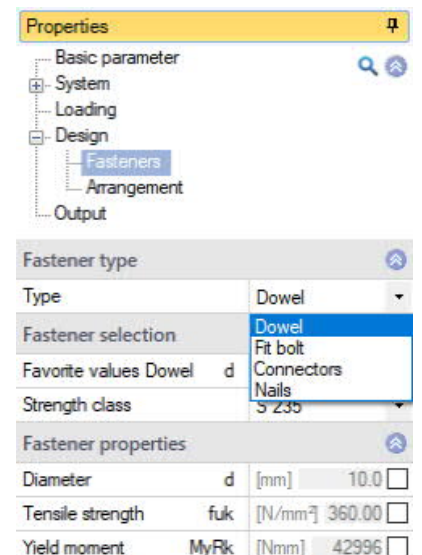 Properties
Basic parameter
System
Loading
Design
Fasteners
Arrangement
Output
Fastener type
Type Dowel
Dowel
Fit bolt
Connectors
Nails
Fastener selection
Favorite values Dowel d
Strength class S 235
Fastener properties
Diameter d [mm] 10.0
Tensile strength fuk [N/mm²] 360.00
Yield moment MyRk [Nmm] 42996